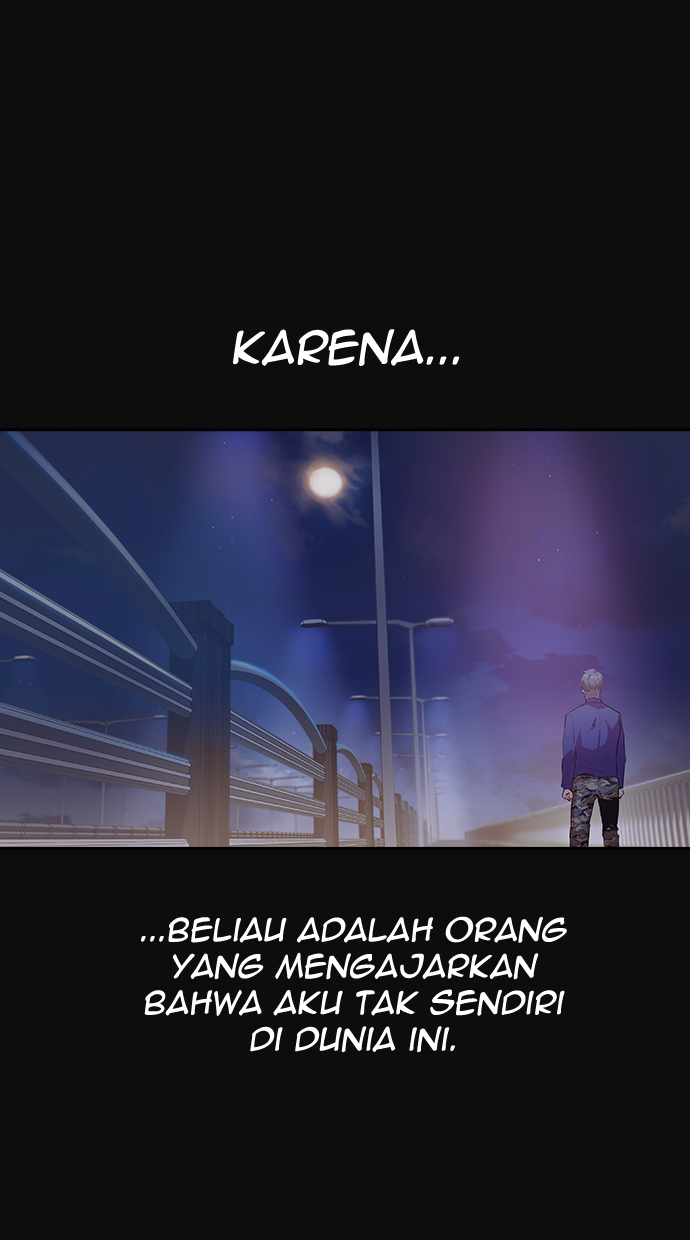 KARENA...
...BELIAU ADALAH ORANG
YANG MENGAJARKAN
BAHWA AKU TAK SENDIRI
DI DUNIA INI.